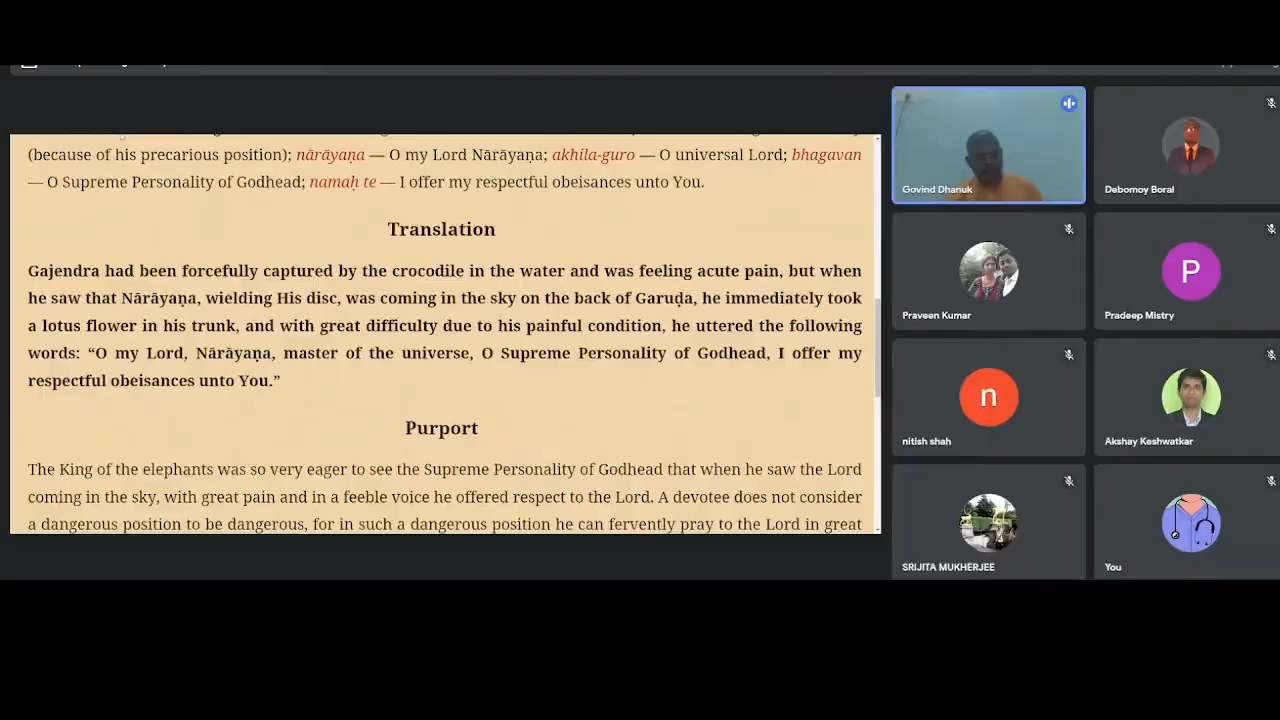 (because of his precarious position); nārāyaṇa — O my Lord Nārāyaṇa; akhila-guro — O universal Lord; bhagavan
— O Supreme Personality of Godhead; namaḥ te — I offer my respectful obeisances unto You.
Translation
Gajendra had been forcefully captured by the crocodile in the water and was feeling acute pain, but when
he saw that Nārāyaṇa, wielding His disc, was coming in the sky on the back of Garuḍa, he immediately took
a lotus flower in his trunk, and with great difficulty due to his painful condition, he uttered the following
words: “O my Lord, Nārāyaṇa, master of the universe, O Supreme Personality of Godhead, I offer my
respectful obeisances unto You.”
Purport
The King of the elephants was so very eager to see the Supreme Personality of Godhead that when he saw the Lord
coming in the sky, with great pain and in a feeble voice he offered respect to the Lord. A devotee does not consider
a dangerous position to be dangerous, for in such a dangerous position he can fervently pray to the Lord in great
Govind Dhanuk
Debomoy Boral
Praveen Kumar
P
Pradeep Mistry
n
nitish shah
Akshay Keshwatkar
SRIJITA MUKHERJEE
You